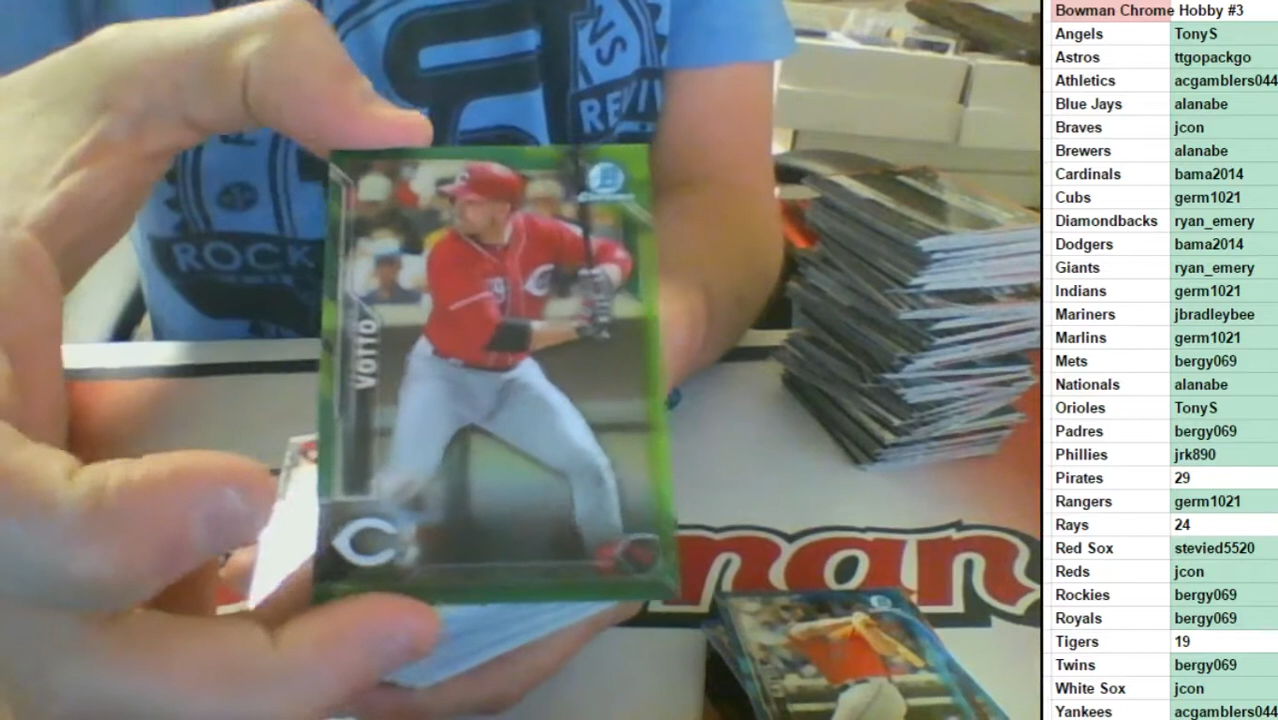 NS
REVIV
ROCK
VOTTO
C
C
C
man
Bowman Chrome Hobby #3
Angels TonyS
Astros ttgopackgo
Athletics acgamblers044
Blue Jays alanabe
Braves jcon
Brewers alanabe
Cardinals bama2014
Cubs germ1021
Diamondbacks ryan_emery
Dodgers bama2014
Giants ryan_emery
Indians germ1021
Mariners jbradleybee
Marlins germ1021
Mets bergy069
Nationals alanabe
Orioles TonyS
Padres bergy069
Phillies jrk890
Pirates 29
Rangers germ1021
Rays 24
Red Sox stevied5520
Reds jcon
Rockies bergy069
Royals bergy069
Tigers 19
Twins bergy069
White Sox jcon
Yankees acgamblers044